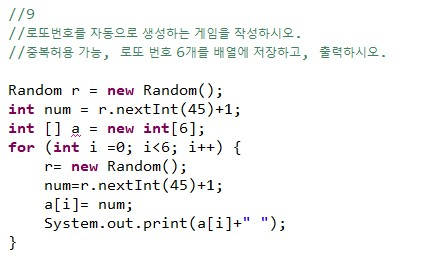 //9
//로또번호를 자동으로 생성하는 게임을 작성하시오.
//중복허용 가능, 로또 번호 6개를 배열에 저장하고, 출력하시오.
Random r = new Random();
int num = r.nextInt(45)+1;
int [] a = new int[6];
for (int i =0; i<6; i++) {
r= new Random();
num=r.nextInt(45)+1;
a[i]= num;
System.out.print(a[i]+" ");
}